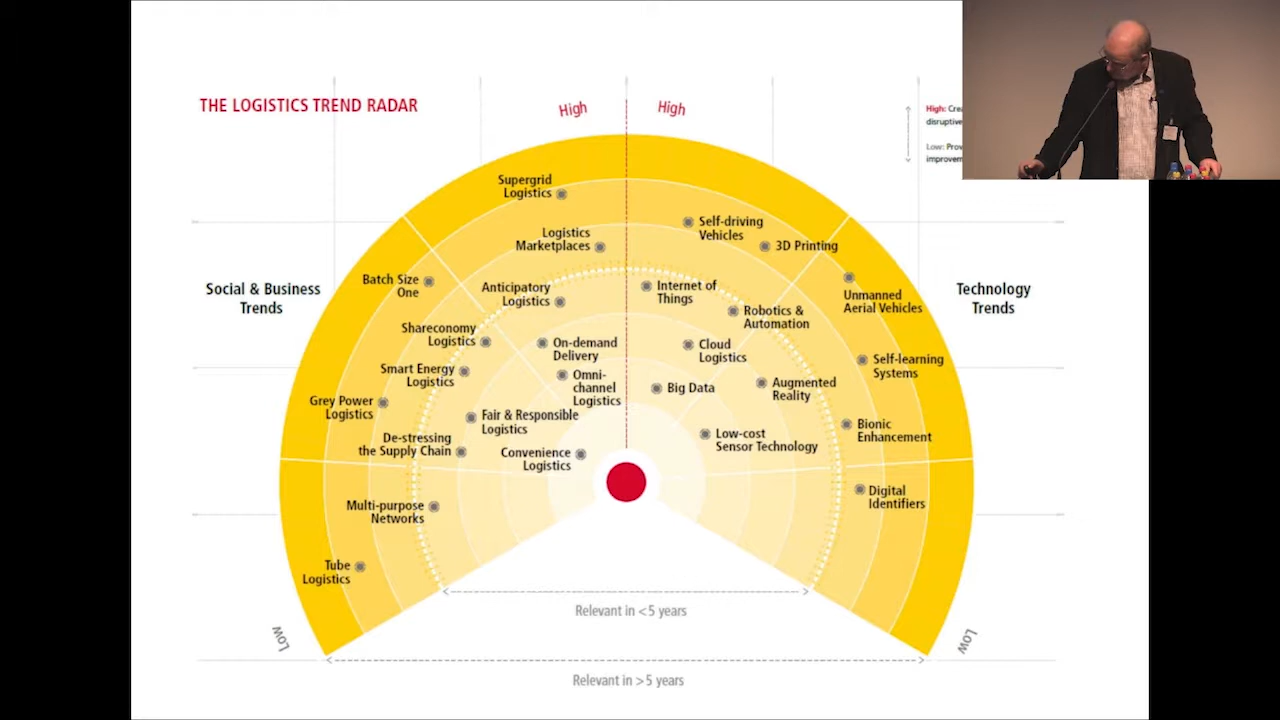 THE LOGISTICS TREND RADAR
High
High
High: Crea
disruptive
Low: Prov
improvem
Supergrid
Logistics
Self-driving
Vehicles
Logistics
Marketplaces
3D Printing
Batch Size
One
Anticipatory
Logistics
Internet of
Things
Unmanned
Aerial Vehicles
Social & Business
Trends
Technology
Trends
Robotics &
Automation
Shareconomy
Logistics
On-demand
Delivery
Cloud
Logistics
Self-learning
Systems
Smart Energy
Logistics
Omni-
channel
Logistics
Big Data
Augmented
Reality
Grey Power
Logistics
Fair & Responsible
Logistics
Bionic
Enhancement
De-stressing
the Supply Chain
Convenience
Logistics
Low-cost
Sensor Technology
Digital
Identifiers
Multi-purpose
Networks
Tube
Logistics
Relevant in <5 years
Low
Low
Relevant in >5 years